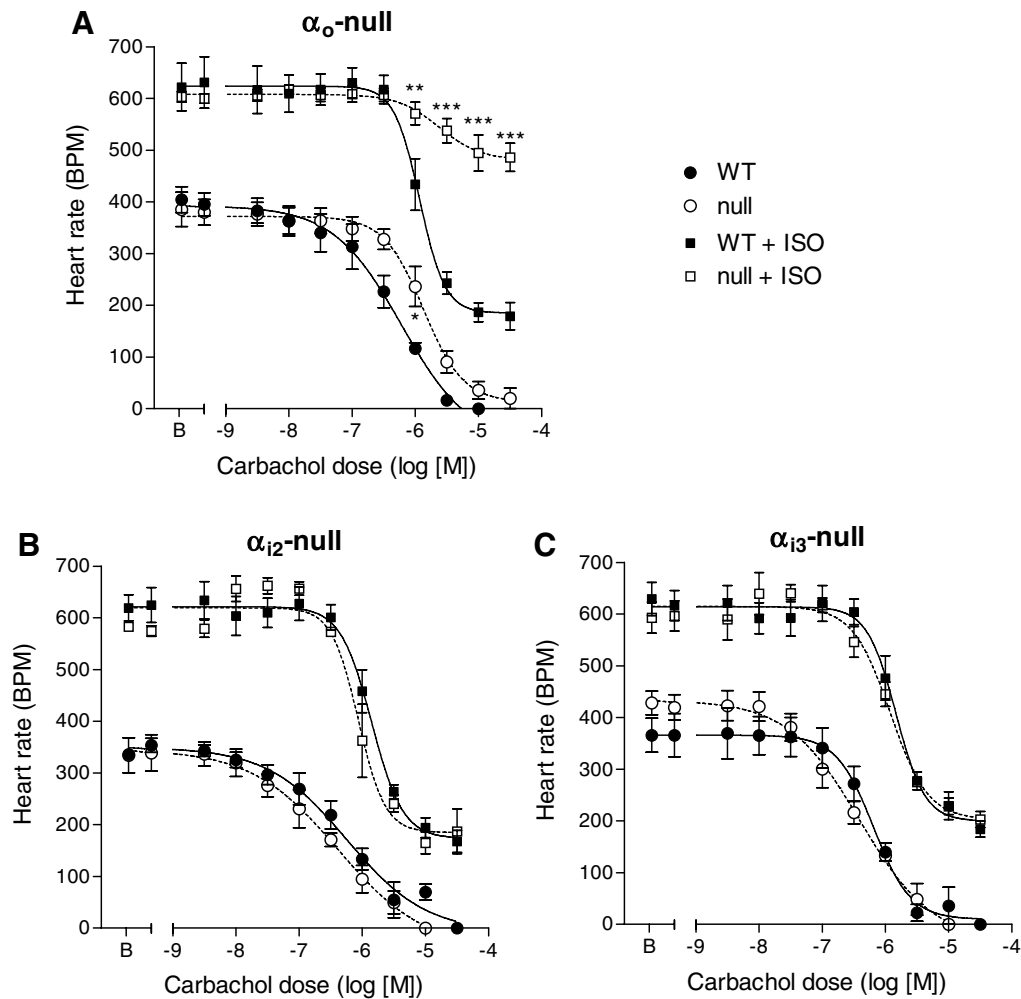 A
αo-null
700
600
500
400
300
200
100
0
Heart rate (BPM)
** *** *** ***
*
B -9 -8 -7 -6 -5 -4
Carbachol dose (log [M])
WT
null
WT + ISO
null + ISO
B
αi2-null
700
600
500
400
300
200
100
0
Heart rate (BPM)
B -9 -8 -7 -6 -5 -4
Carbachol dose (log [M])
C
αi3-null
700
600
500
400
300
200
100
0
Heart rate (BPM)
B -9 -8 -7 -6 -5 -4
Carbachol dose (log [M])